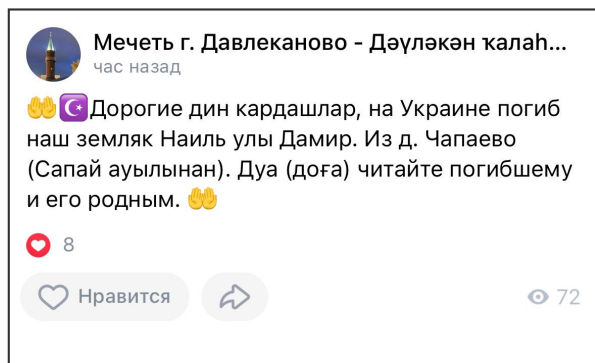 Мечеть г. Давлеканово - Дәүләкән ҡалаһ...
час назад
🤲☪️Дорогие дин кардашлар, на Украине погиб
наш земляк Наиль улы Дамир. Из д. Чапаево
(Сапай ауылынан). Дуа (доға) читайте погибшему
и его родным. 🤲
8
Нравится
72